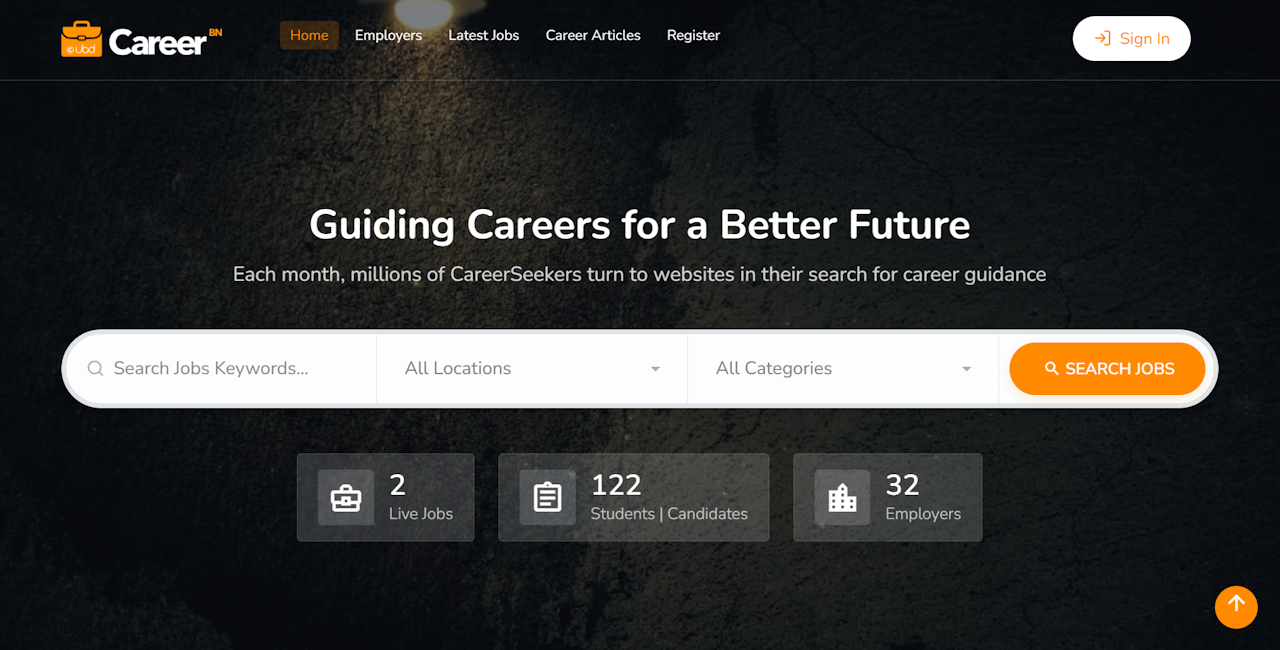 ©ubd Career BN
Home Employers Latest Jobs Career Articles Register
Sign In
Guiding Careers for a Better Future
Each month, millions of CareerSeekers turn to websites in their search for career guidance
Search Jobs Keywords...
All Locations
All Categories
SEARCH JOBS
2
Live Jobs
122
Students | Candidates
32
Employers